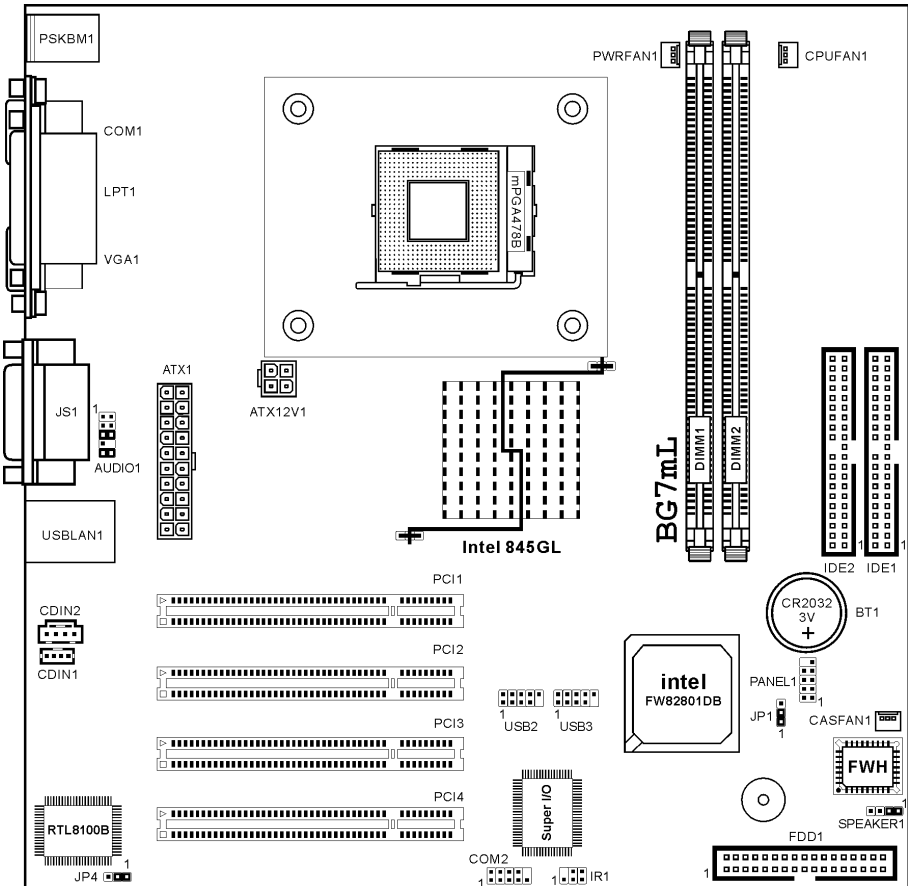 PSKBM1
PWRFAN1
CPUFAN1
COM1
LPT1
VGA1
mPGA478B
ATX1
ATX12V1
JS1
1
AUDIO1
DIMM1
DIMM2
BG7mL
USBLAN1
Intel 845GL
1
1
IDE2
IDE1
PCI1
CR2032
3V
+
BT1
CDIN2
CDIN1
PCI2
intel
FW82801DB
PANEL1
1
1
USB2
1
USB3
JP1
1
CASFAN1
PCI3
FWH
PCI4
Super I/O
RTL8100B
1
SPEAKER1
FDD1
1
1
JP4
COM2
1
1
IR1